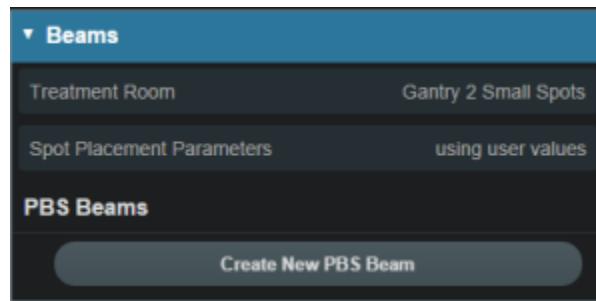 Beams
Treatment Room Gantry 2 Small Spots
Spot Placement Parameters using user values
PBS Beams
Create New PBS Beam